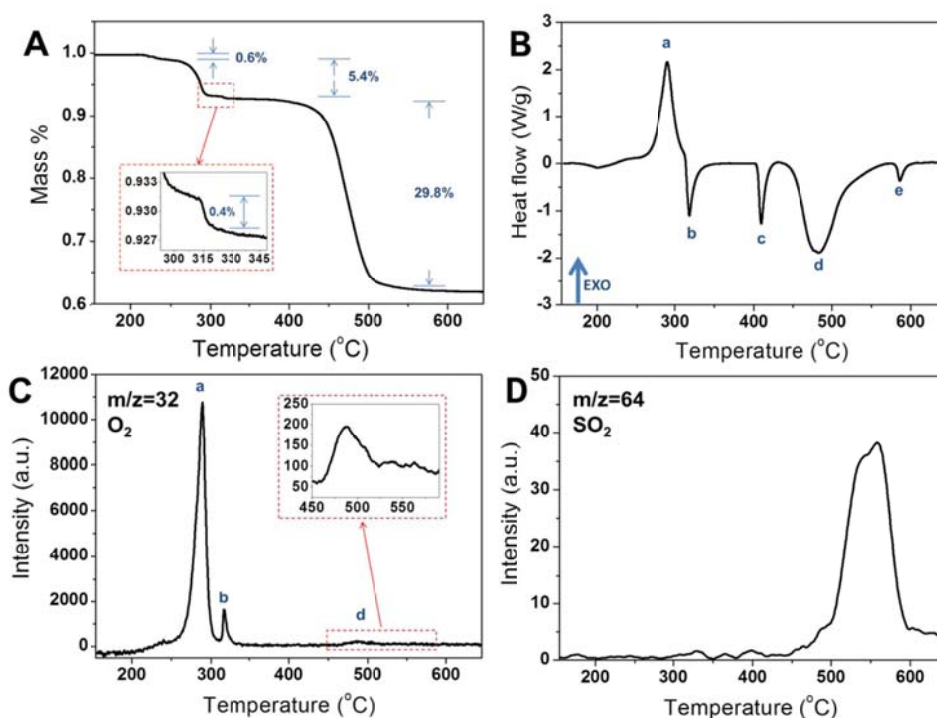 A
0.6%
5.4%
29.8%
0.4%
1.0
0.9
0.8
0.7
0.6
Mass %
0.933
0.930
0.927
300 315 330 345
200 300 400 500 600
Temperature (°C)
B
a
b
c
d
e
EXO
3
2
1
0
-1
-2
-3
Heat flow (W/g)
200 300 400 500 600
Temperature (°C)
C
m/z=32
O₂
a
b
d
12000
10000
8000
6000
4000
2000
0
Intensity (a.u.)
250
200
150
100
50
450 500 550
200 300 400 500 600
Temperature (°C)
D
m/z=64
SO₂
50
40
30
20
10
0
Intensity (a.u.)
200 300 400 500 600
Temperature (°C)